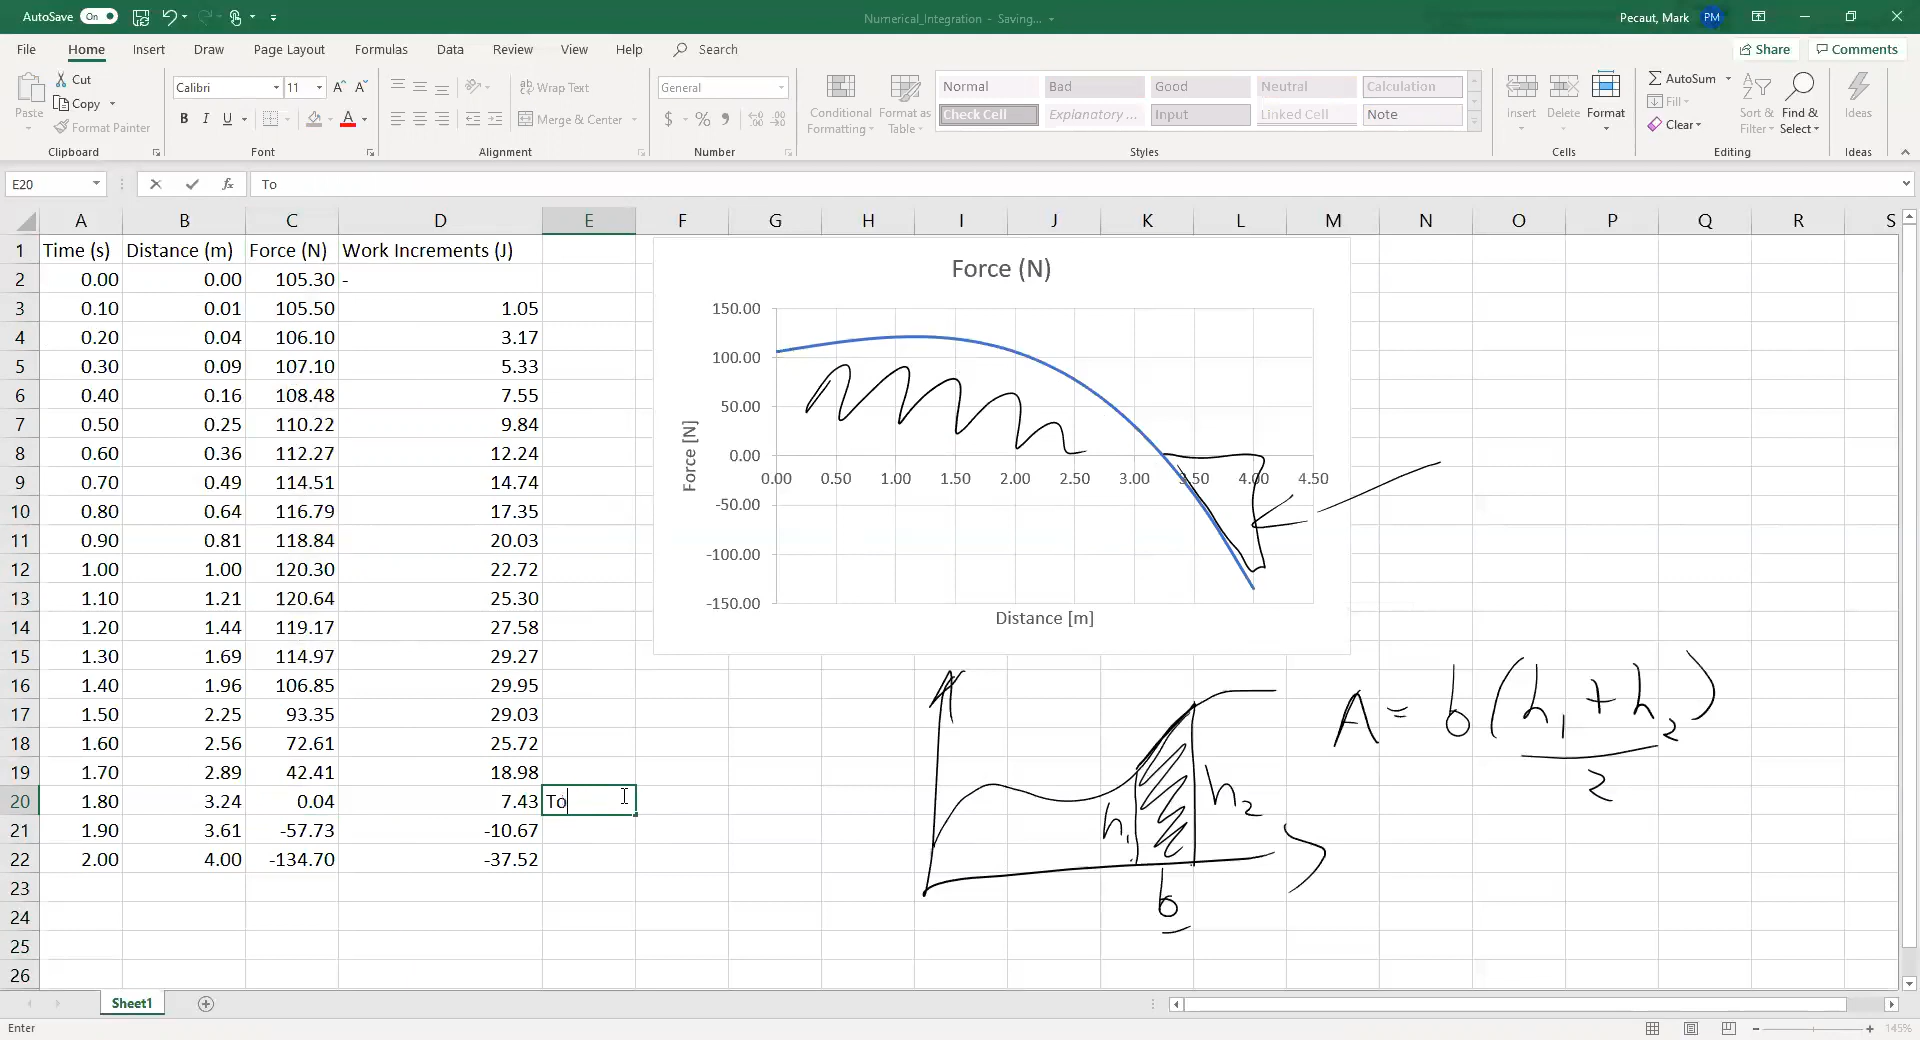 AutoSave On Numerical_Integration - Saving... Pecaut, Mark PM
File Home Insert Draw Page Layout Formulas Data Review View Help Search Share Comments
Paste Cut Copy Format Painter
Calibri 11 A A B I U A
Wrap Text Merge & Center
General $ % 9
Conditional Formatting Format as Table
Normal Bad Good Neutral Calculation
Check Cell Explanatory ... Input Linked Cell Note
Insert Delete Format
AutoSum Fill Clear Sort & Filter Find & Select Ideas
Clipboard Font Alignment Number Styles Cells Editing Ideas
E20 fx To
A B C D E F G H I J K L M N O P Q R S
1 Time (s) Distance (m) Force (N) Work Increments (J)
2 0.00 0.00 105.30 -
3 0.10 0.01 105.50 1.05
4 0.20 0.04 106.10 3.17
5 0.30 0.09 107.10 5.33
6 0.40 0.16 108.48 7.55
7 0.50 0.25 110.22 9.84
8 0.60 0.36 112.27 12.24
9 0.70 0.49 114.51 14.74
10 0.80 0.64 116.79 17.35
11 0.90 0.81 118.84 20.03
12 1.00 1.00 120.30 22.72
13 1.10 1.21 120.64 25.30
14 1.20 1.44 119.17 27.58
15 1.30 1.69 114.97 29.27
16 1.40 1.96 106.85 29.95
17 1.50 2.25 93.35 29.03
18 1.60 2.56 72.61 25.72
19 1.70 2.89 42.41 18.98
20 1.80 3.24 0.04 7.43 To
21 1.90 3.61 -57.73 -10.67
22 2.00 4.00 -134.70 -37.52
23
24
25
26
Force (N)
150.00
100.00
50.00
0.00
-50.00
-100.00
-150.00
Force [N]
0.00 0.50 1.00 1.50 2.00 2.50 3.00 3.50 4.00 4.50
Distance [m]
A = b (h1 + h2)
2
h1 h2
b
Sheet1
Enter 145%